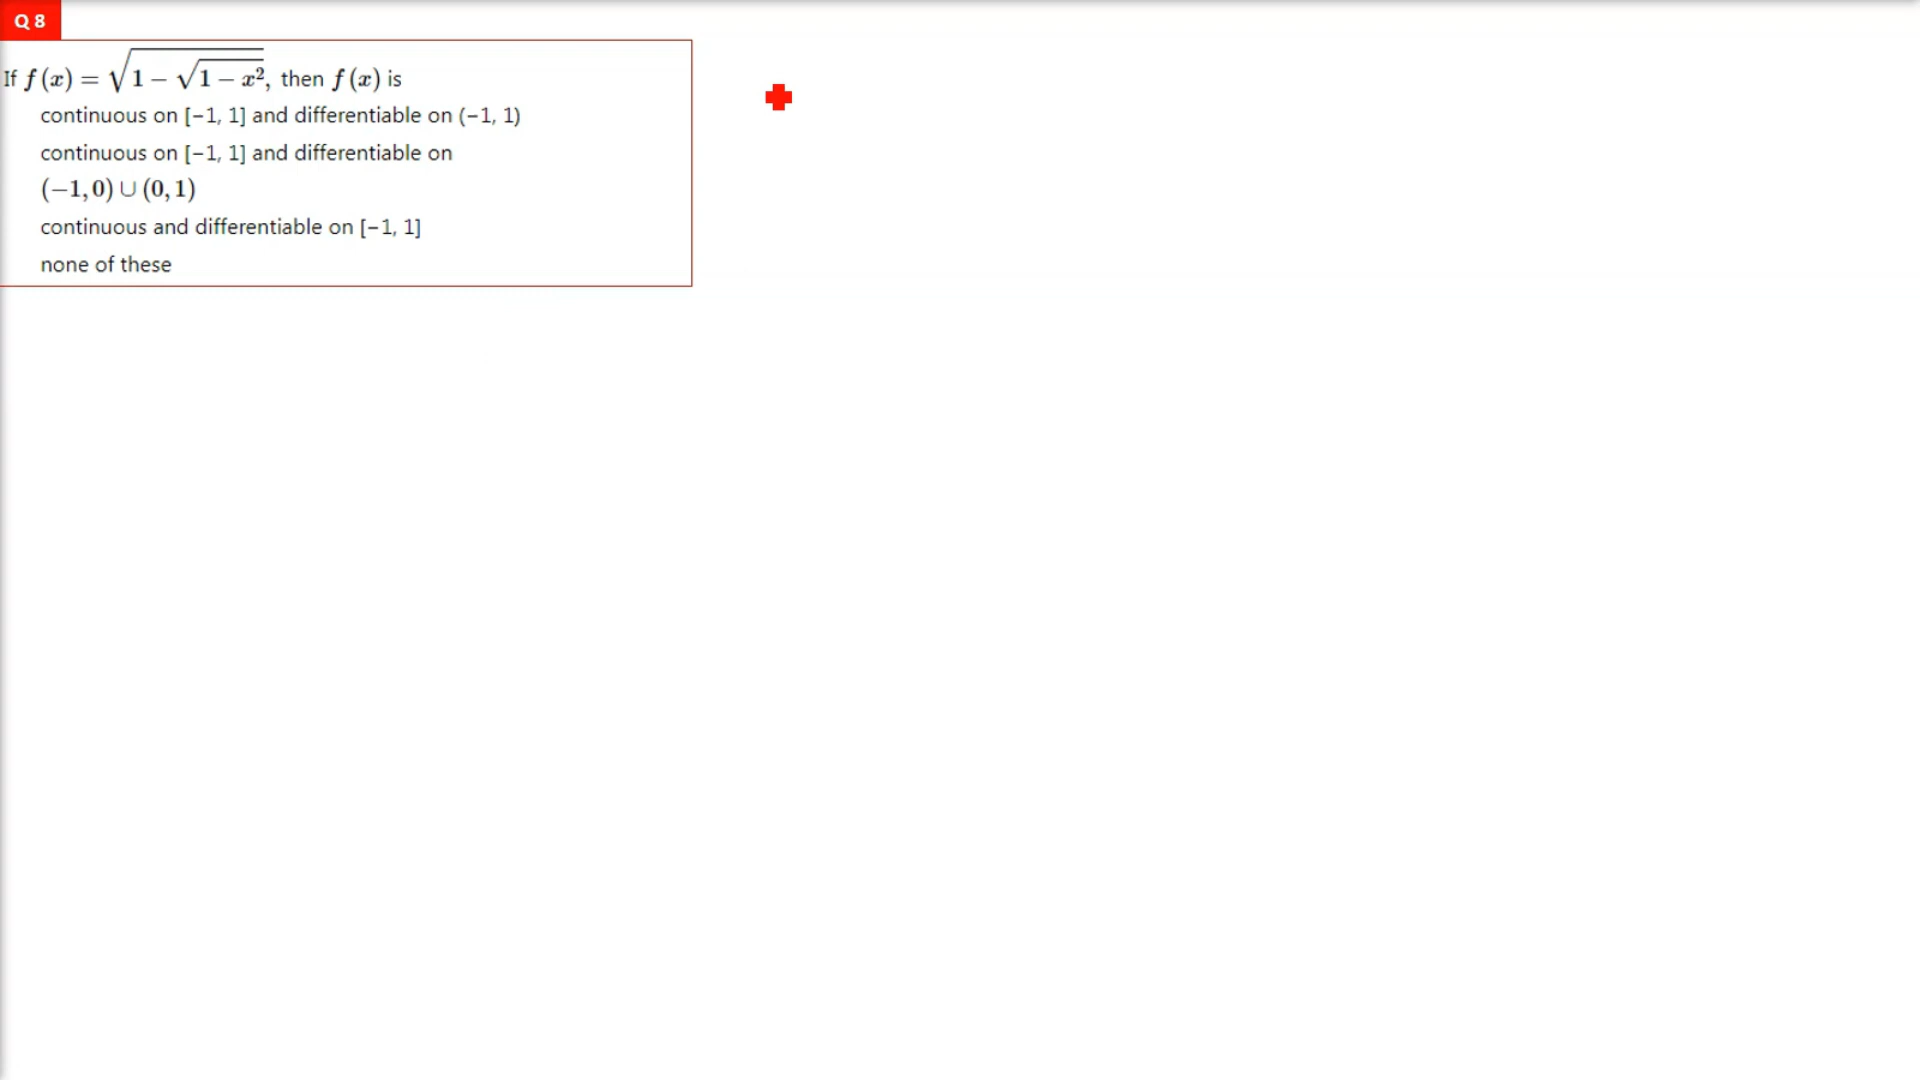 Q 8
If f(x) = √(1 − √(1 − x²)), then f(x) is
continuous on [−1, 1] and differentiable on (−1, 1)
continuous on [−1, 1] and differentiable on
(−1, 0) ∪ (0, 1)
continuous and differentiable on [−1, 1]
none of these